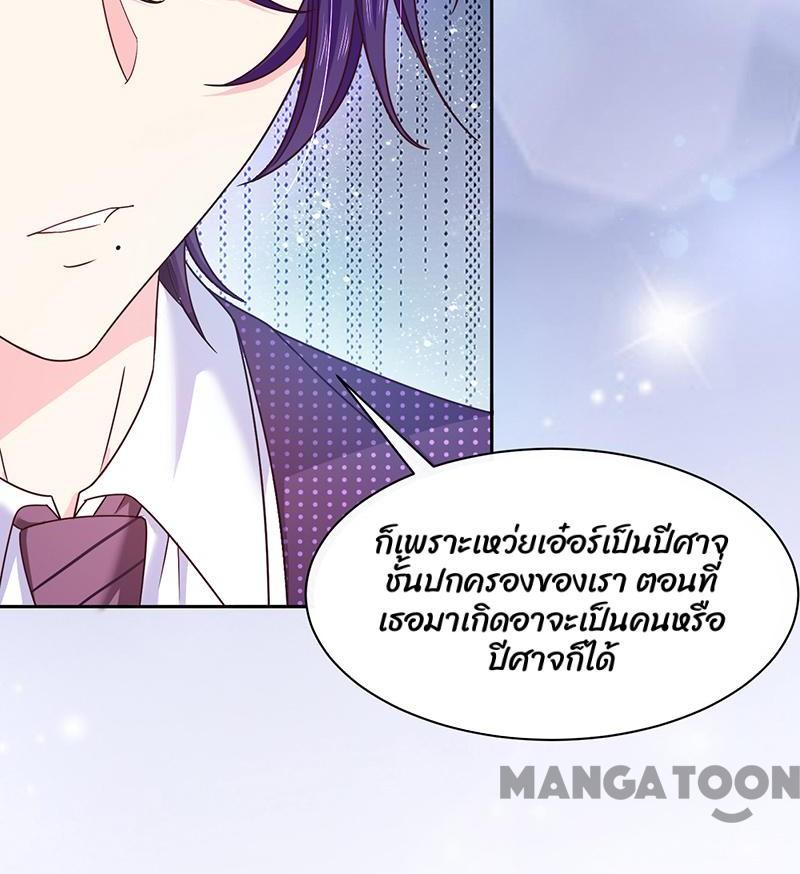 ก็เพราะเหว่ยเอ๋อร์เป็นปีศาจ
ชั้นปกครองของเรา ตอนที่
เธอมาเกิดอาจะเป็นคนหรือ
ปีศาจก็ได้
MANGATOON